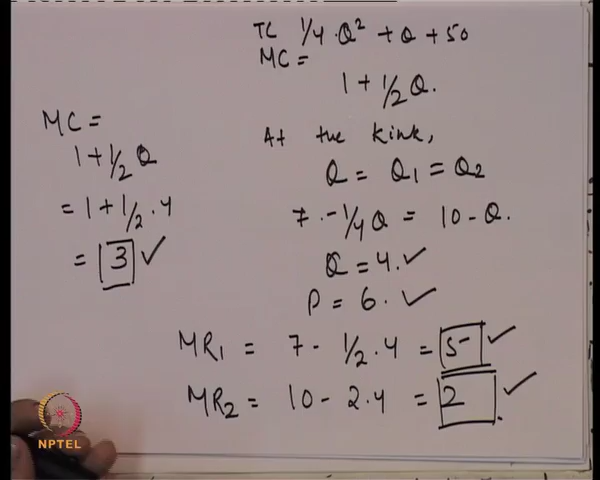 TC 1/4 · Q² + Q + 50
MC =
1 + 1/2 Q.
MC =
1 + 1/2 Q
= 1 + 1/2 · 4
= 3 ✓
At the kink,
Q = Q1 = Q2
7 · - 1/4 Q = 10 - Q.
Q = 4. ✓
P = 6. ✓
MR1 = 7 - 1/2 · 4 = 5 ✓
MR2 = 10 - 2 · 4 = 2 ✓
NPTEL